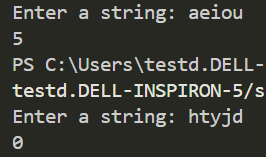 Enter a string: aeiou
5
PS C:\Users\testd.DELL-
testd.DELL-INSPIRON-5/s
Enter a string: htyjd
0